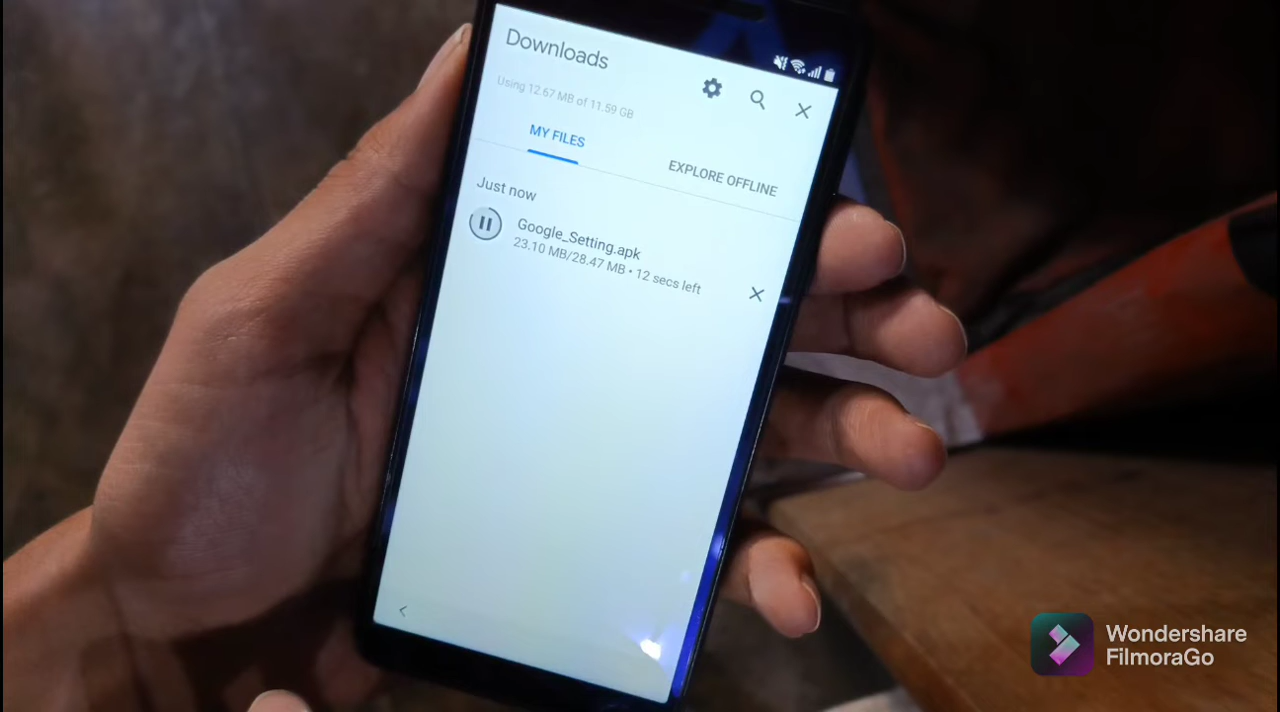 Downloads
Using 12.67 MB of 11.59 GB
MY FILES
EXPLORE OFFLINE
Just now
Google_Setting.apk
23.10 MB/28.47 MB • 12 secs left
Wondershare
FilmoraGo